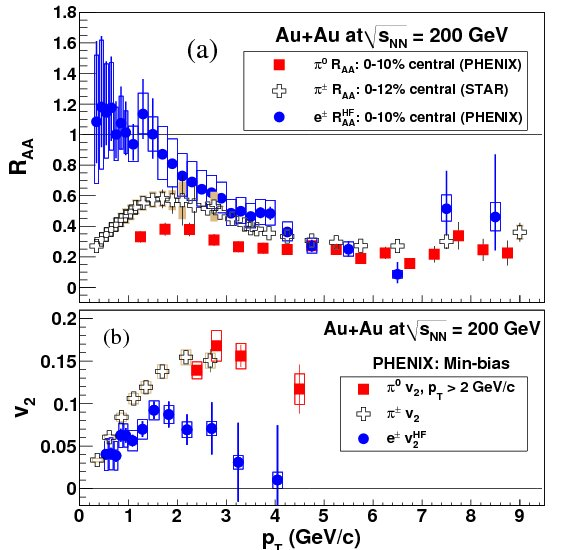 1.8
1.6
1.4
1.2
1
0.8
0.6
0.4
0.2
0
R_AA
(a)
Au+Au at √s_NN = 200 GeV
π⁰ R_AA: 0-10% central (PHENIX)
π± R_AA: 0-12% central (STAR)
e± R_AA^HF: 0-10% central (PHENIX)
0.2
0.15
0.1
0.05
0
v₂
(b)
Au+Au at √s_NN = 200 GeV
PHENIX: Min-bias
π⁰ v₂, p_T > 2 GeV/c
π± v₂
e± v₂^HF
0 1 2 3 4 5 6 7 8 9
p_T (GeV/c)